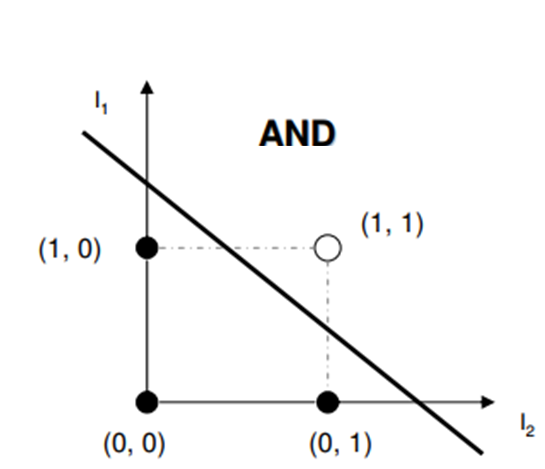 I₁
AND
(1, 1)
(1, 0)
I₂
(0, 0)
(0, 1)